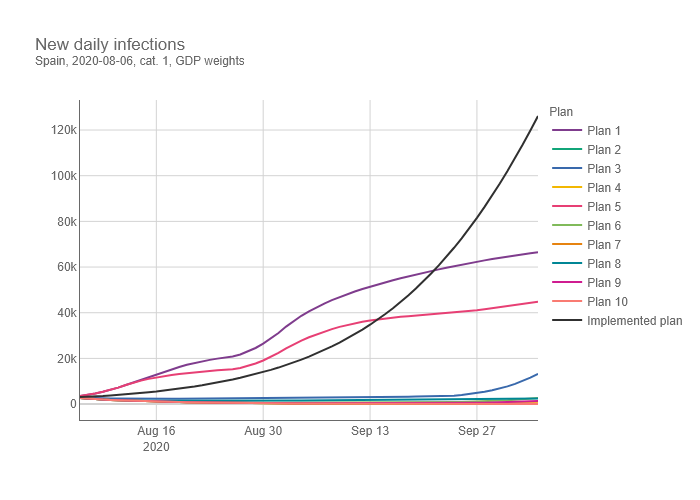 New daily infections
Spain, 2020-08-06, cat. 1, GDP weights
Plan
120k
100k
80k
60k
40k
20k
0
Aug 16
2020
Aug 30
Sep 13
Sep 27
Plan 1
Plan 2
Plan 3
Plan 4
Plan 5
Plan 6
Plan 7
Plan 8
Plan 9
Plan 10
Implemented plan